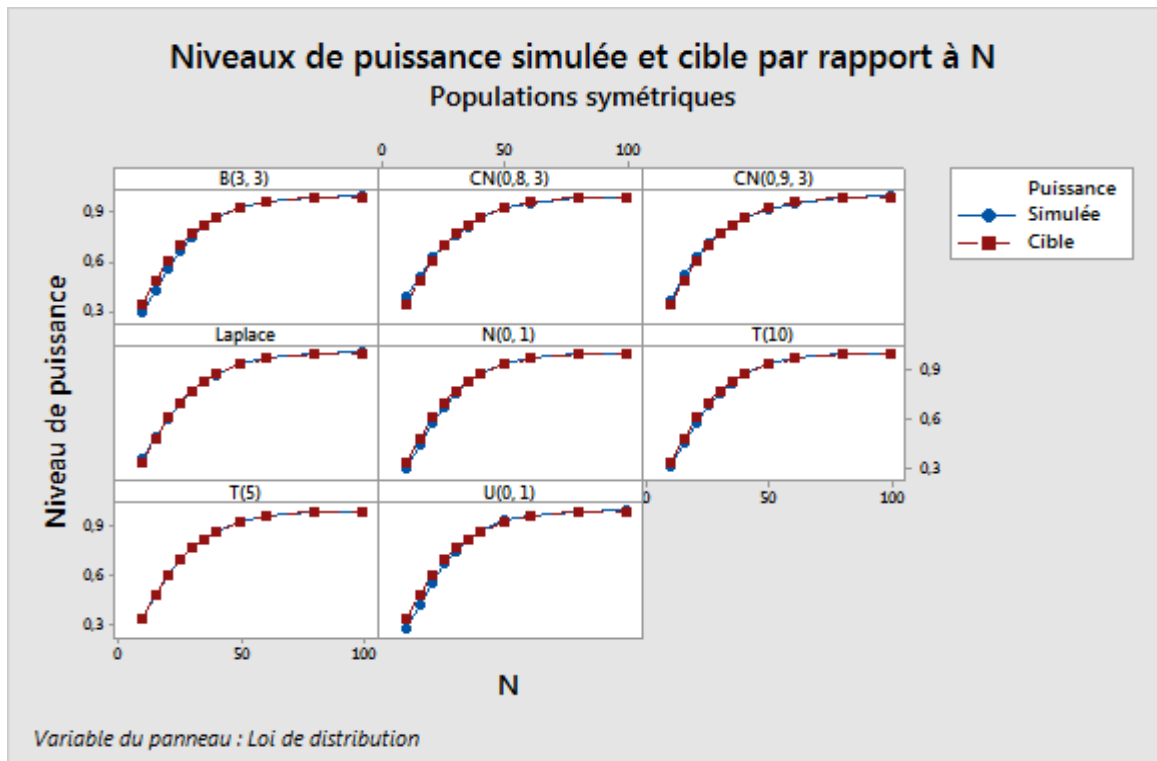 Niveaux de puissance simulée et cible par rapport à N
Populations symétriques
0 50 100
B(3, 3) CN(0,8, 3) CN(0,9, 3)
Puissance
Simulée
Cible
0,9
0,6
0,3
Laplace N(0, 1) T(10)
0,9
0,6
0,3
T(5) U(0, 1)
0 50 100
0,9
0,6
0,3
0 50 100
Niveau de puissance
N
Variable du panneau : Loi de distribution